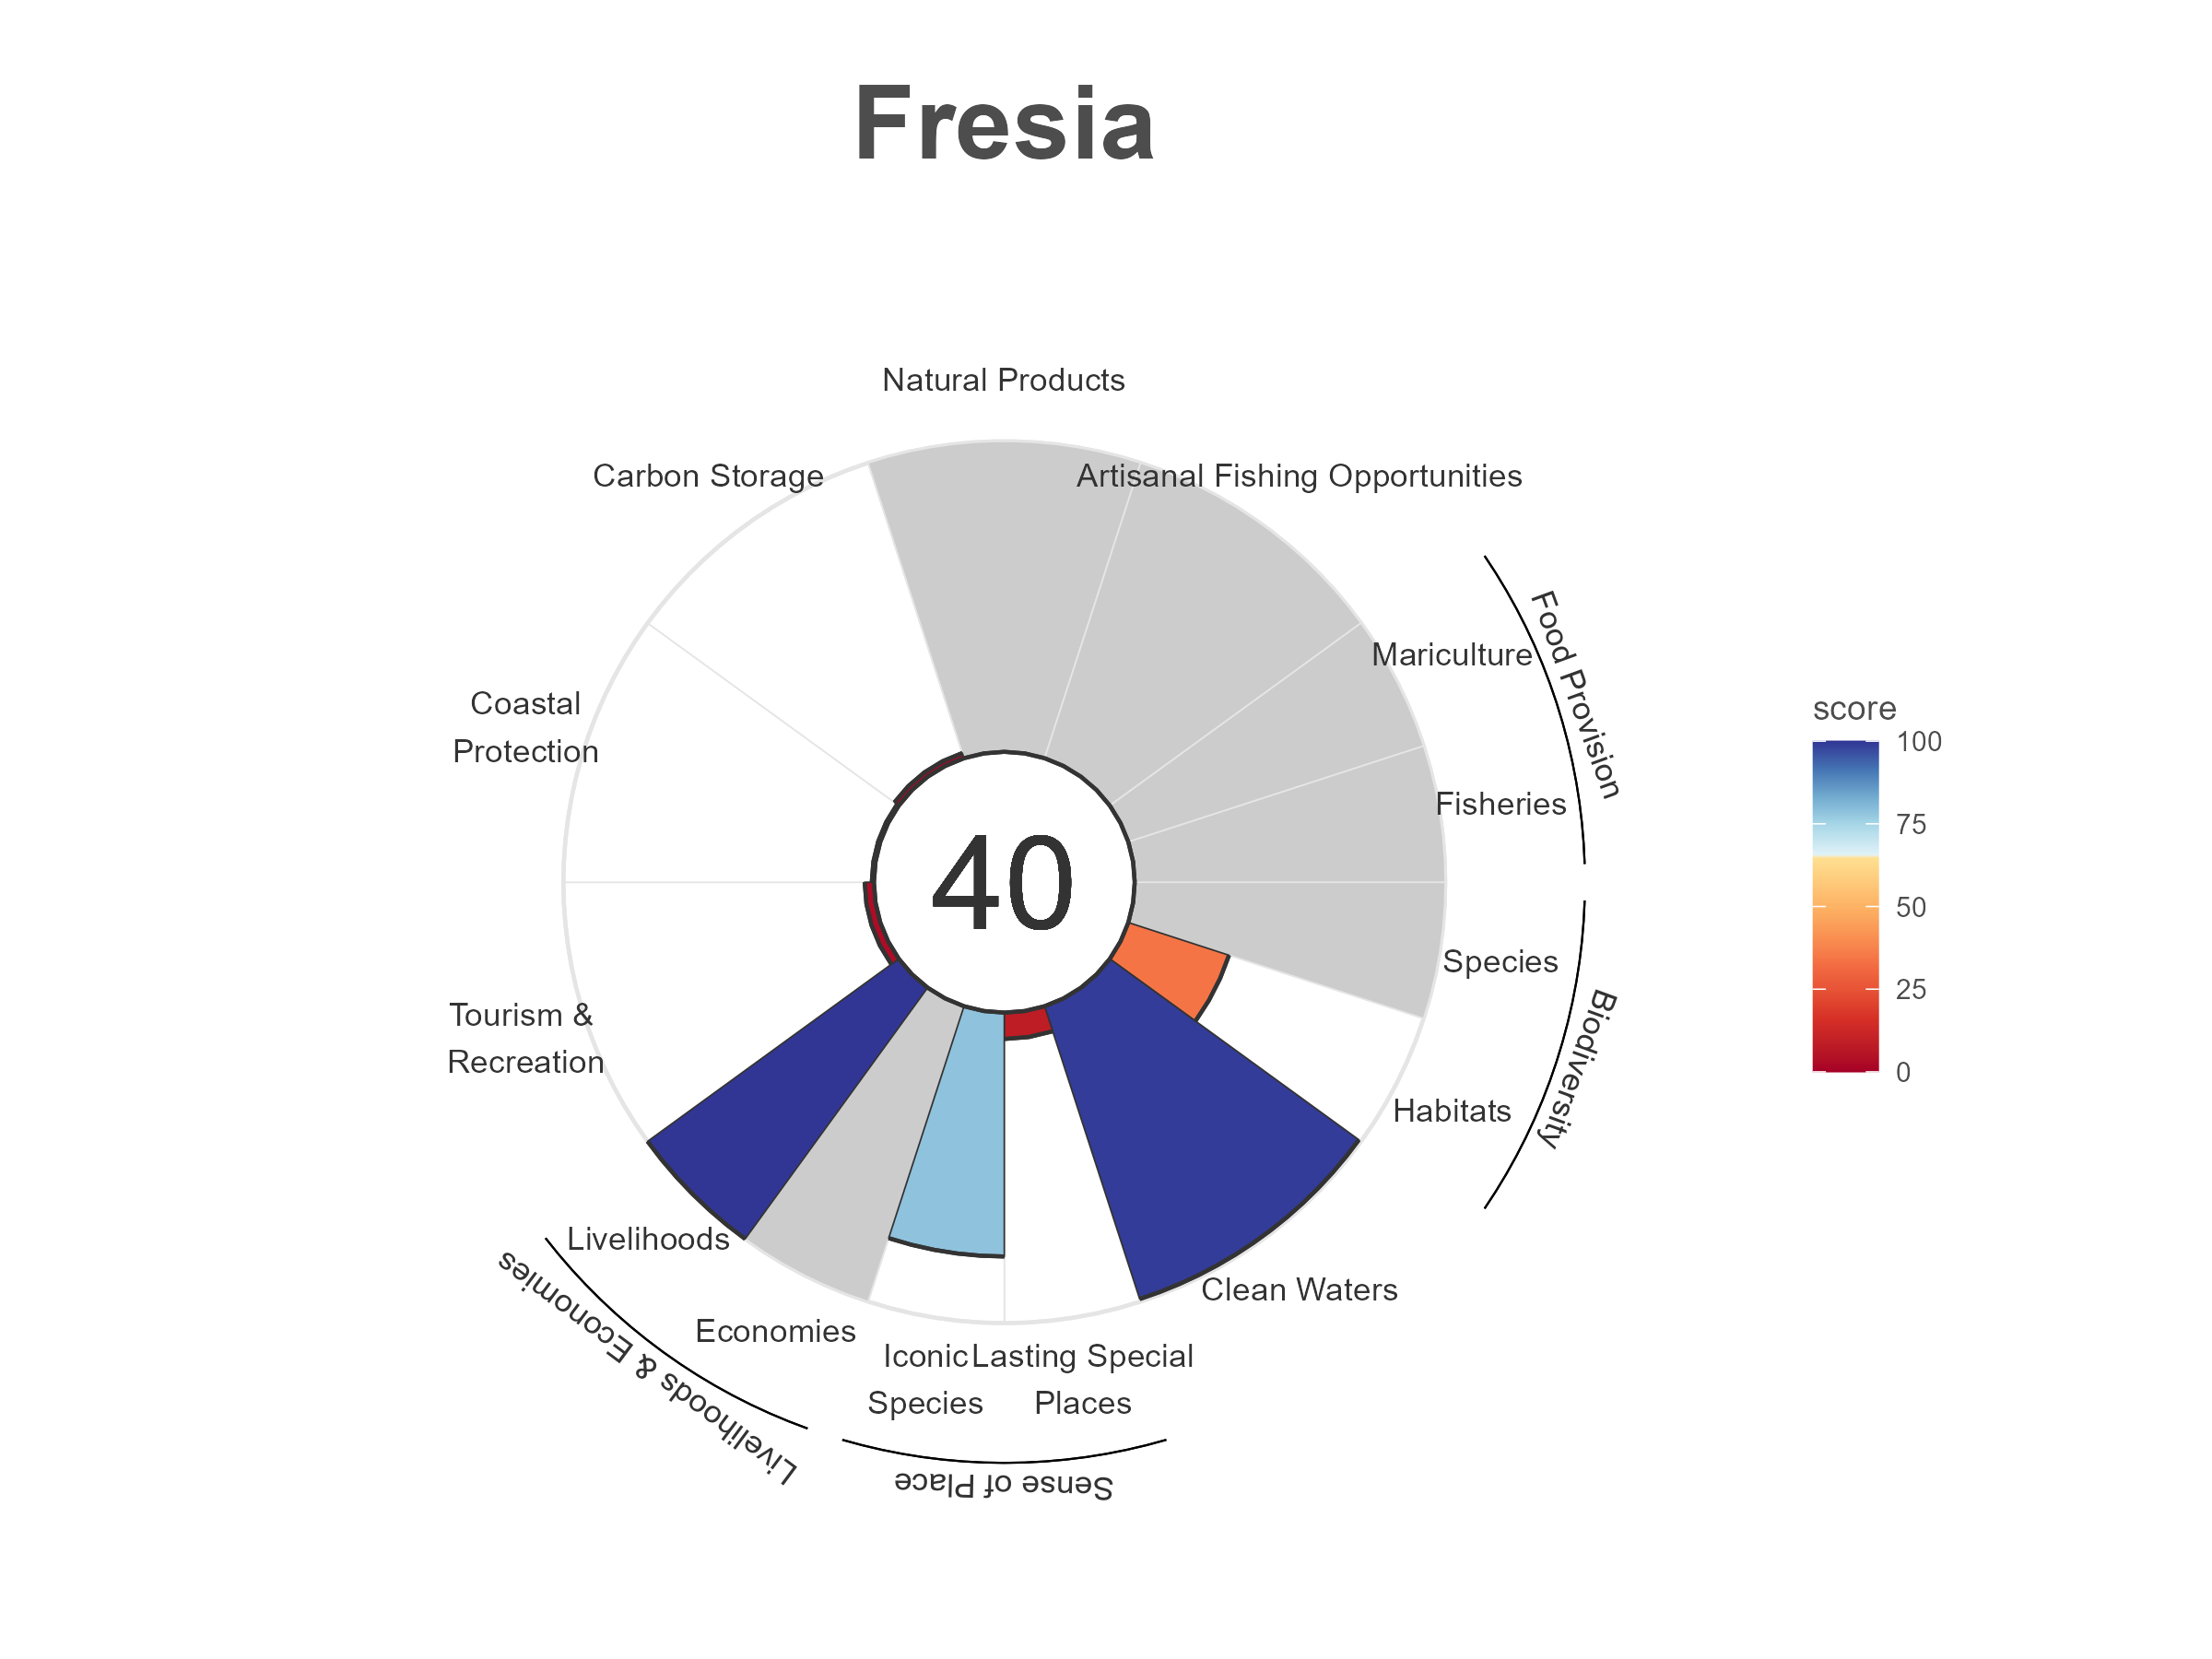 Fresia
Natural Products
Carbon Storage
Artisanal Fishing Opportunities
Mariculture
Food Provision
Coastal
Protection
Fisheries
score
100
75
50
25
0
40
Species
Biodiversity
Tourism &
Recreation
Habitats
Livelihoods
Clean Waters
Economies
Livelihoods & Economies
Iconic
Species
Lasting Special
Places
Sense of Place